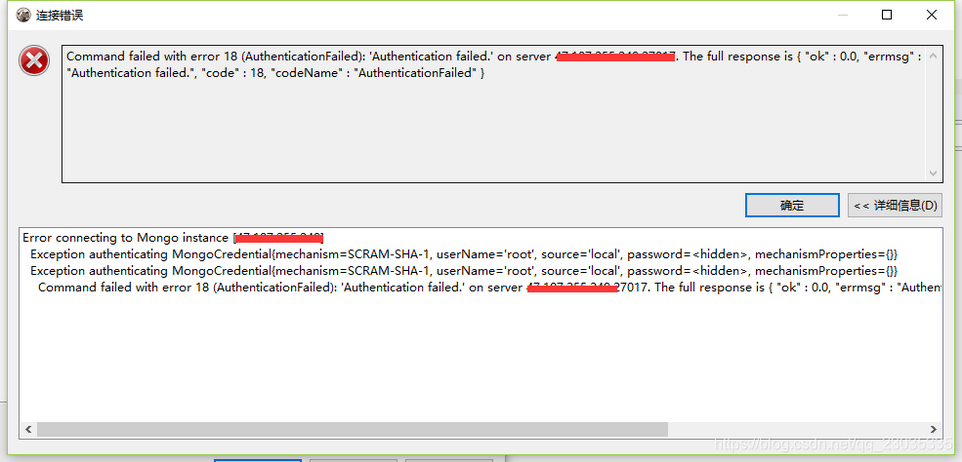 连接错误
Command failed with error 18 (AuthenticationFailed): 'Authentication failed.' on server . The full response is { "ok" : 0.0, "errmsg" :
"Authentication failed.", "code" : 18, "codeName" : "AuthenticationFailed" }
确定
<< 详细信息(D)
Error connecting to Mongo instance [
Exception authenticating MongoCredential{mechanism=SCRAM-SHA-1, userName='root', source='local', password=<hidden>, mechanismProperties={}}
Exception authenticating MongoCredential{mechanism=SCRAM-SHA-1, userName='root', source='local', password=<hidden>, mechanismProperties={}}
Command failed with error 18 (AuthenticationFailed): 'Authentication failed.' on server 27017. The full response is { "ok" : 0.0, "errmsg" : "Authen
https://blog.csdn.net/qq_23035335